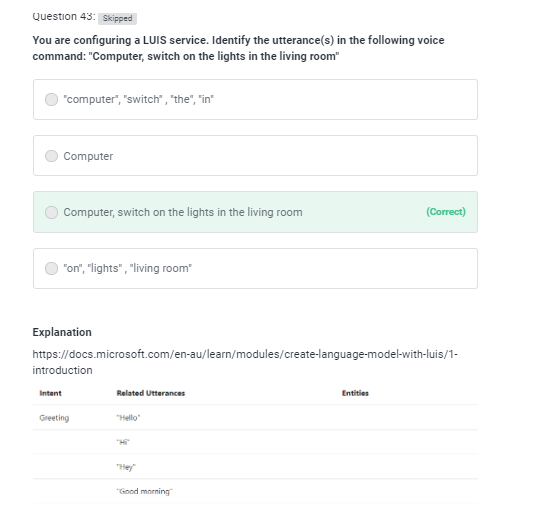 Question 43: Skipped
You are configuring a LUIS service. Identify the utterance(s) in the following voice
command: "Computer, switch on the lights in the living room"
"computer", "switch" , "the", "in"
Computer
Computer, switch on the lights in the living room (Correct)
"on", "lights" , "living room"
Explanation
https://docs.microsoft.com/en-au/learn/modules/create-language-model-with-luis/1-
introduction
Intent Related Utterances Entities
Greeting "Hello"
"Hi"
"Hey"
"Good morning"